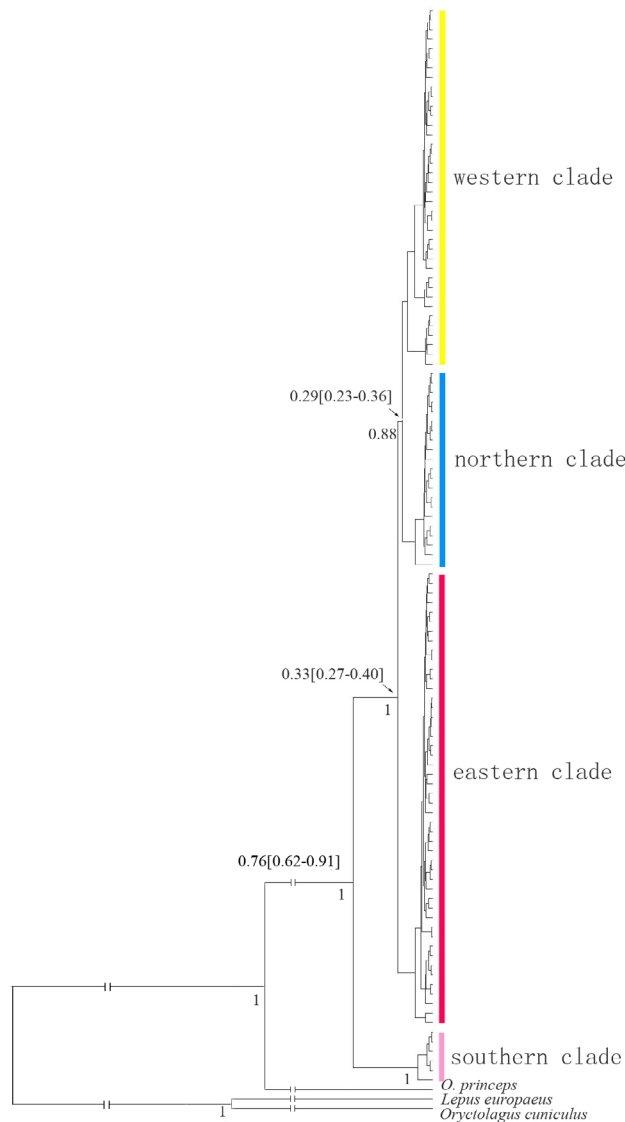 western clade
0.29[0.23-0.36]
0.88
northern clade
0.33[0.27-0.40]
1
eastern clade
0.76[0.62-0.91]
1
1
southern clade
1
O. princeps
Lepus europaeus
1
Oryctolagus cuniculus